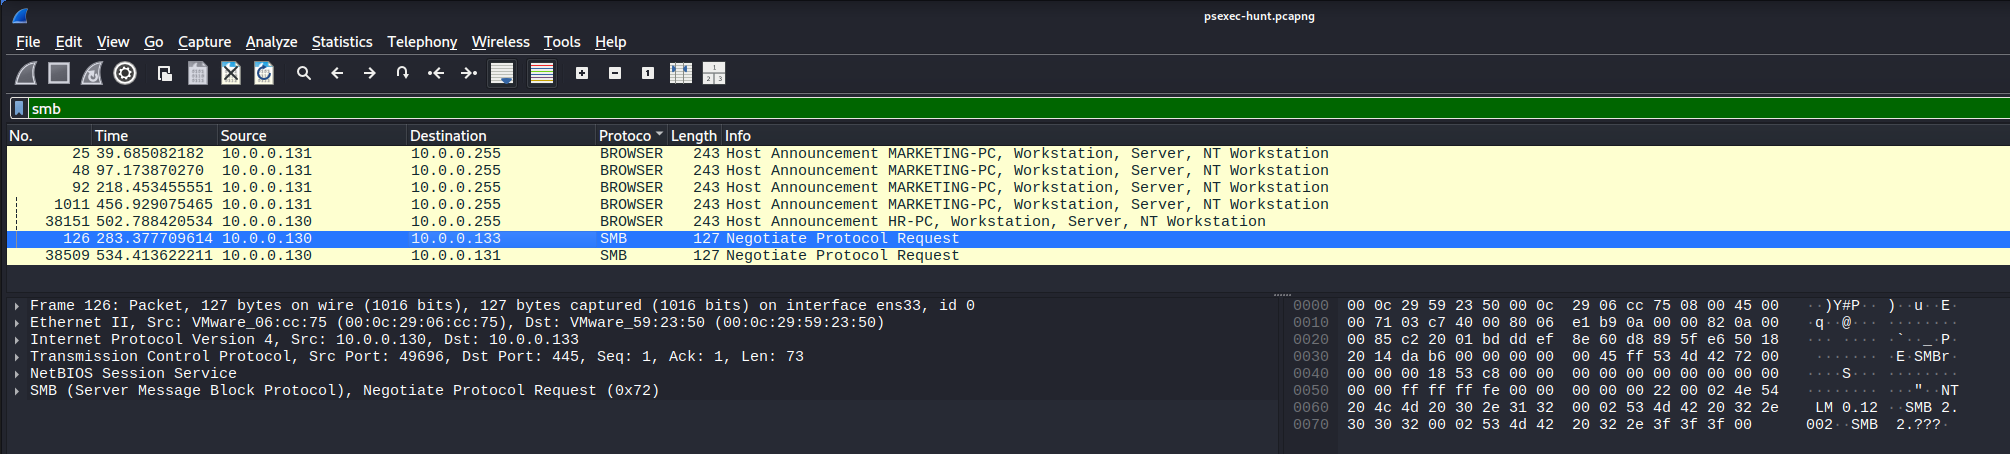 psexec-hunt.pcapng
File Edit View Go Capture Analyze Statistics Telephony Wireless Tools Help
smb
No. Time Source Destination Protoco Length Info
25 39.685082182 10.0.0.131 10.0.0.255 BROWSER 243 Host Announcement MARKETING-PC, Workstation, Server, NT Workstation
48 97.173870270 10.0.0.131 10.0.0.255 BROWSER 243 Host Announcement MARKETING-PC, Workstation, Server, NT Workstation
92 218.453455551 10.0.0.131 10.0.0.255 BROWSER 243 Host Announcement MARKETING-PC, Workstation, Server, NT Workstation
1011 456.929075465 10.0.0.131 10.0.0.255 BROWSER 243 Host Announcement MARKETING-PC, Workstation, Server, NT Workstation
38151 502.788420534 10.0.0.130 10.0.0.255 BROWSER 243 Host Announcement HR-PC, Workstation, Server, NT Workstation
126 283.377709614 10.0.0.130 10.0.0.133 SMB 127 Negotiate Protocol Request
38509 534.413622211 10.0.0.130 10.0.0.131 SMB 127 Negotiate Protocol Request
Frame 126: Packet, 127 bytes on wire (1016 bits), 127 bytes captured (1016 bits) on interface ens33, id 0
Ethernet II, Src: VMware_06:cc:75 (00:0c:29:06:cc:75), Dst: VMware_59:23:50 (00:0c:29:59:23:50)
Internet Protocol Version 4, Src: 10.0.0.130, Dst: 10.0.0.133
Transmission Control Protocol, Src Port: 49696, Dst Port: 445, Seq: 1, Ack: 1, Len: 73
NetBIOS Session Service
SMB (Server Message Block Protocol), Negotiate Protocol Request (0x72)
0000 00 0c 29 59 23 50 00 0c 29 06 cc 75 08 00 45 00 ··)Y#P·· )··u··E·
0010 00 71 03 c7 40 00 80 06 e1 b9 0a 00 00 82 0a 00 ·q··@··· ········
0020 00 85 c2 20 01 bd dd ef 8e 60 d8 89 5f e6 50 18 ··· ···· ·`··_·P·
0030 20 14 da b6 00 00 00 00 00 45 ff 53 4d 42 72 00  ······· ·E·SMBr·
0040 00 00 00 18 53 c8 00 00 00 00 00 00 00 00 00 00 ····S··· ········
0050 00 00 ff ff ff fe 00 00 00 00 00 22 00 02 4e 54 ········ ···"··NT
0060 20 4c 4d 20 30 2e 31 32 00 02 53 4d 42 20 32 2e  LM 0.12 ··SMB 2.
0070 30 30 32 00 02 53 4d 42 20 32 2e 3f 3f 3f 00 002··SMB  2.???·